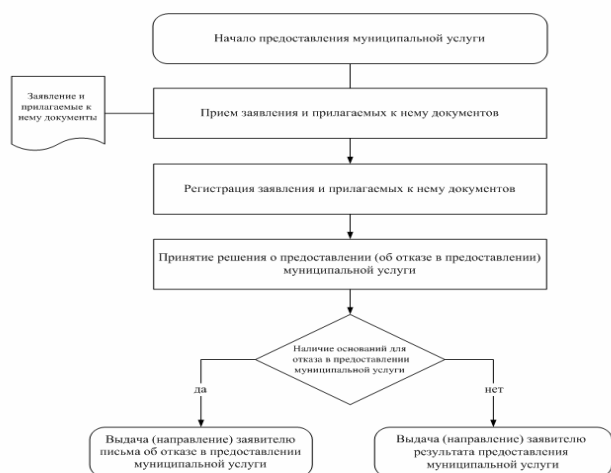 Начало предоставления муниципальной услуги
Заявление и
прилагаемые к
нему документы
Прием заявления и прилагаемых к нему документов
Регистрация заявления и прилагаемых к нему документов
Принятие решения о предоставлении (об отказе в предоставлении)
муниципальной услуги
Наличие оснований для
отказа в предоставлении
муниципальной услуги
да
нет
Выдача (направление) заявителю
письма об отказе в предоставлении
муниципальной услуги
Выдача (направление) заявителю
результата предоставления
муниципальной услуги